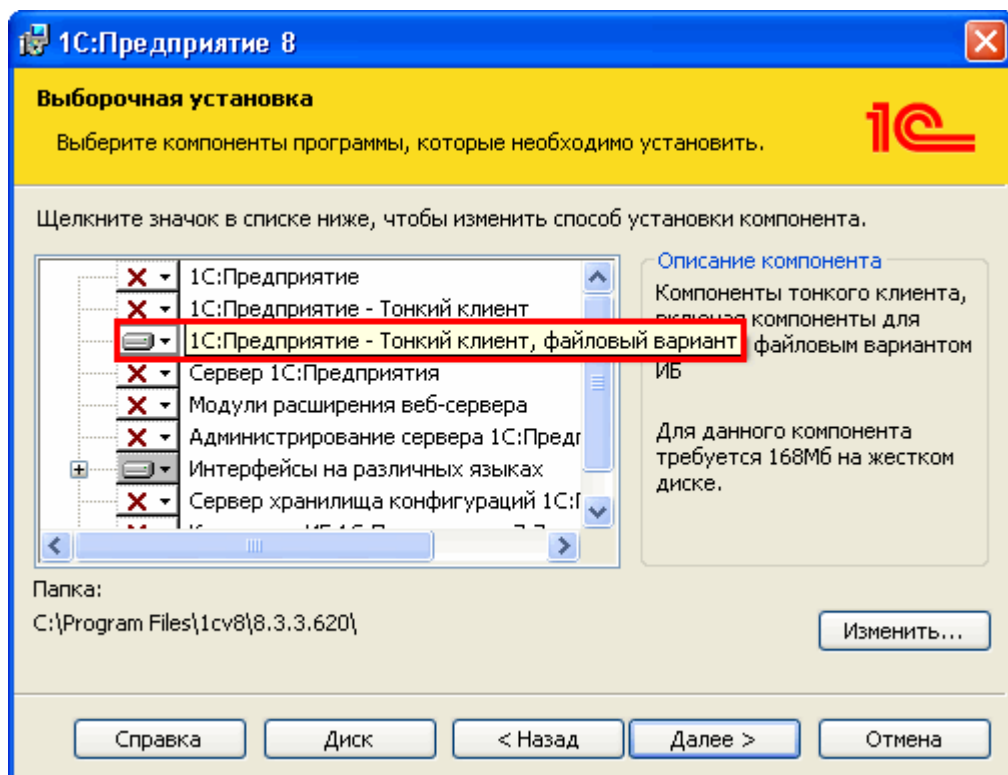 1С:Предприятие 8
Выборочная установка
Выберите компоненты программы, которые необходимо установить.
1С
Щелкните значок в списке ниже, чтобы изменить способ установки компонента.
1С:Предприятие
1С:Предприятие - Тонкий клиент
1С:Предприятие - Тонкий клиент, файловый вариант
Сервер 1С:Предприятия
Модули расширения веб-сервера
Администрирование сервера 1С:Предг
Интерфейсы на различных языках
Сервер хранилища конфигураций 1С:Г
Описание компонента
Компоненты тонкого клиента,
включая компоненты для
файловым вариантом
ИБ
Для данного компонента
требуется 168Мб на жестком
диске.
Папка:
C:\Program Files\1cv8\8.3.3.620\
Изменить...
Справка
Диск
< Назад
Далее >
Отмена